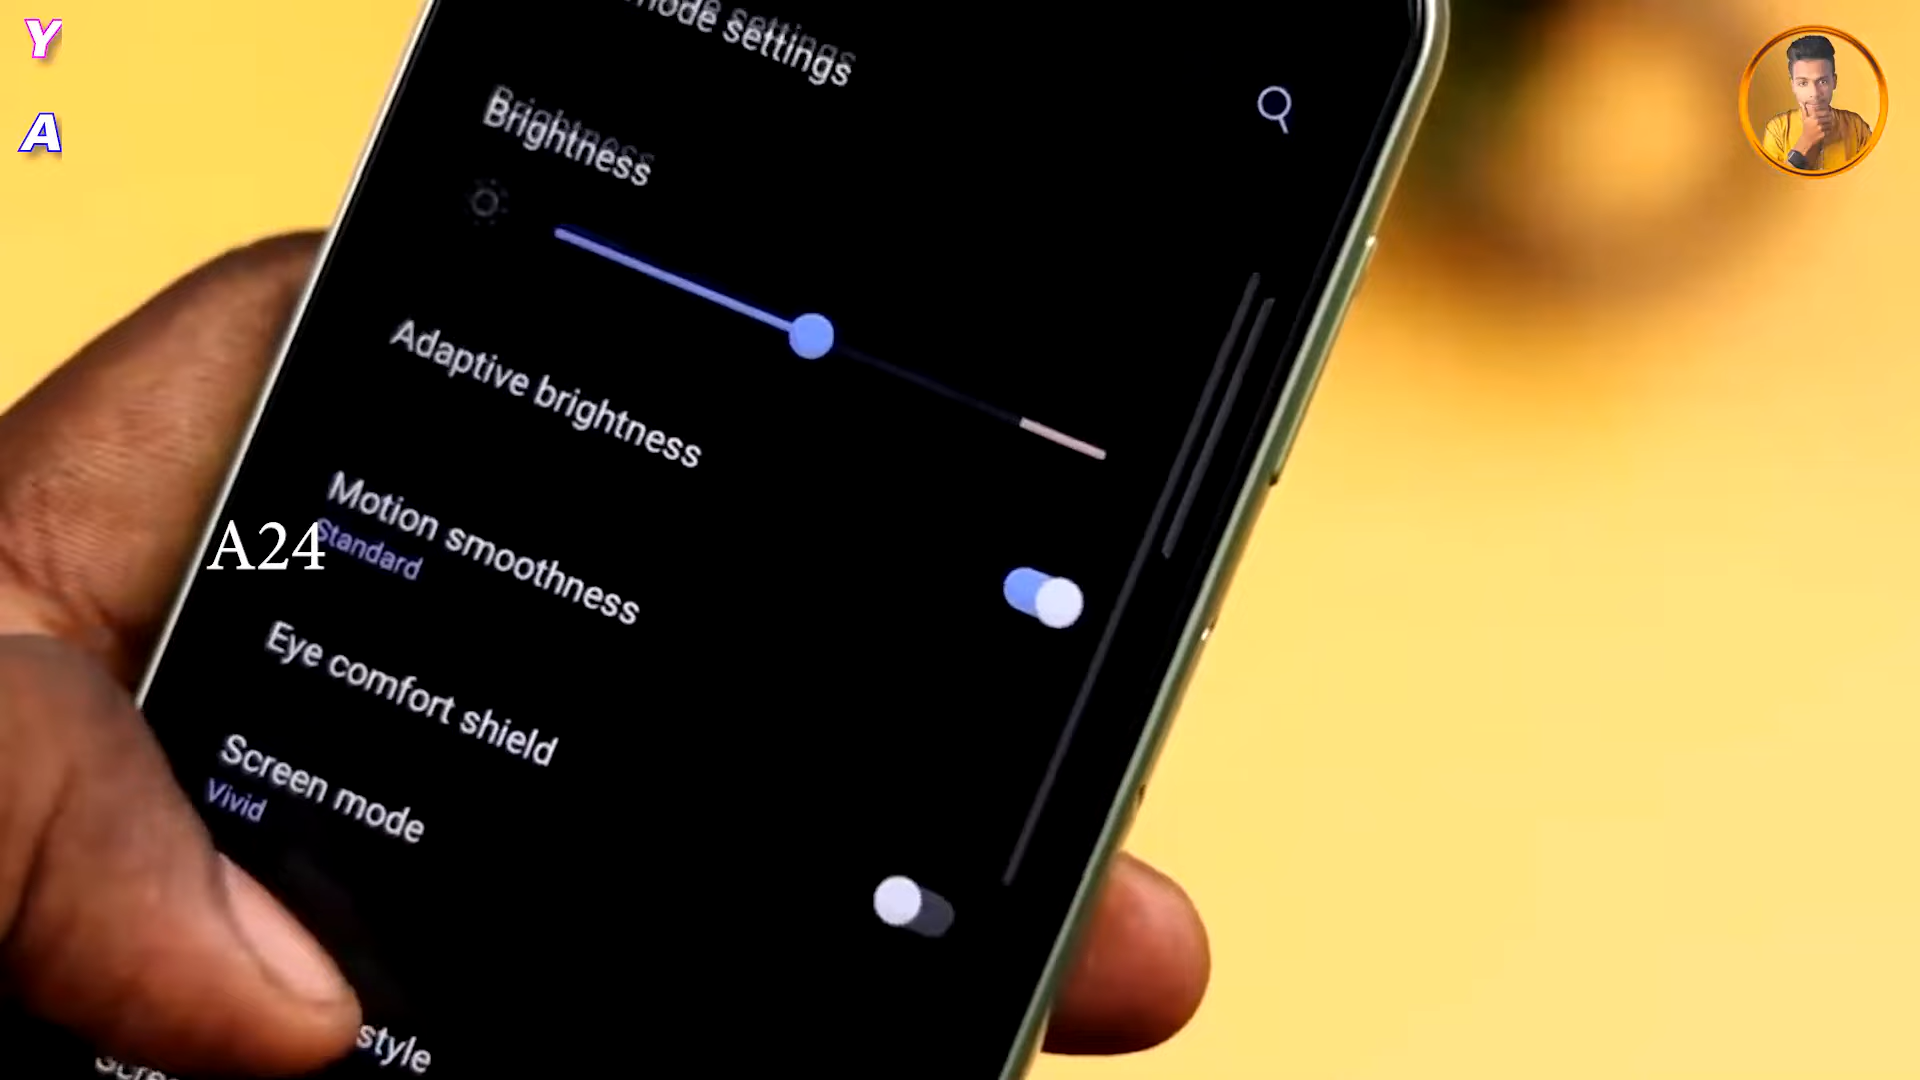 Y
A
mode settings
Brightness
Adaptive brightness
Motion smoothness
Standard
A24
Eye comfort shield
Screen mode
Vivid
style